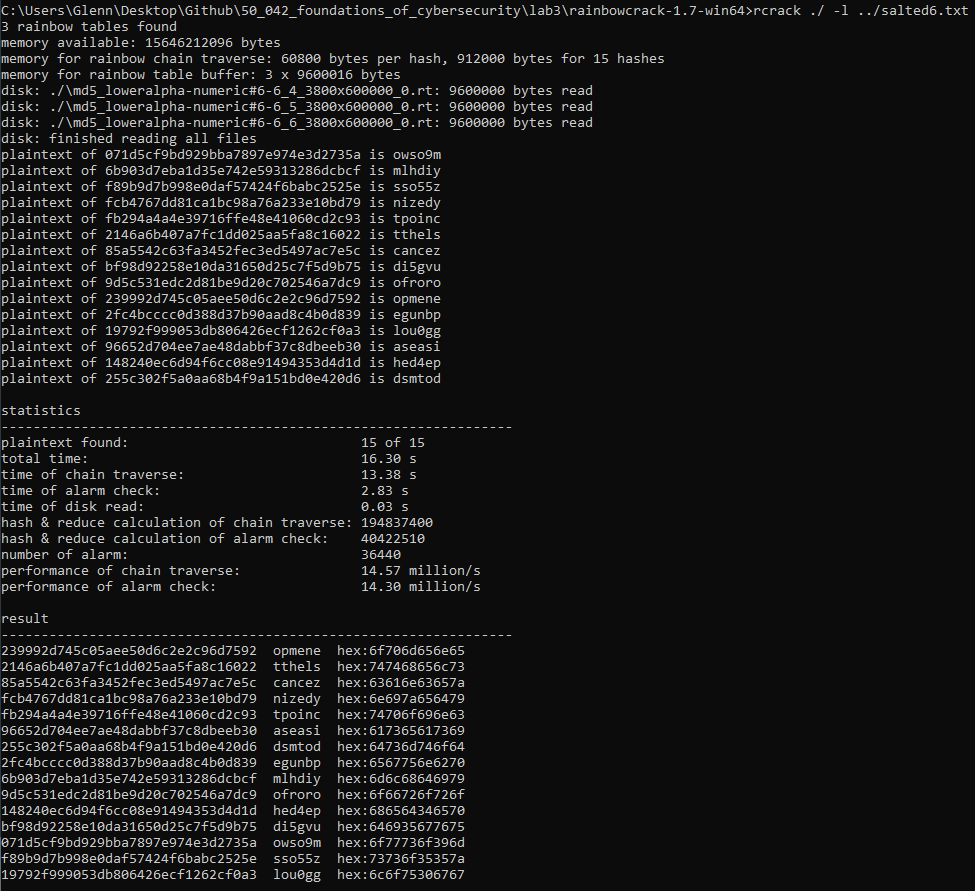 C:\Users\Glenn\Desktop\Github\50_042_foundations_of_cybersecurity\lab3\rainbowcrack-1.7-win64>rcrack ./ -l ../salted6.txt
3 rainbow tables found
memory available: 15646212096 bytes
memory for rainbow chain traverse: 60800 bytes per hash, 912000 bytes for 15 hashes
memory for rainbow table buffer: 3 x 9600016 bytes
disk: ./\md5_loweralpha-numeric#6-6_4_3800x600000_0.rt: 9600000 bytes read
disk: ./\md5_loweralpha-numeric#6-6_5_3800x600000_0.rt: 9600000 bytes read
disk: ./\md5_loweralpha-numeric#6-6_6_3800x600000_0.rt: 9600000 bytes read
disk: finished reading all files
plaintext of 071d5cf9bd929bba7897e974e3d2735a is owso9m
plaintext of 6b903d7eba1d35e742e59313286dcbcf is mlhdiy
plaintext of f89b9d7b998e0daf57424f6babc2525e is sso55z
plaintext of fcb4767dd81ca1bc98a76a233e10bd79 is nizedy
plaintext of fb294a4a4e39716ffe48e41060cd2c93 is tpoinc
plaintext of 2146a6b407a7fc1dd025aa5fa8c16022 is tthels
plaintext of 85a5542c63fa3452fec3ed5497ac7e5c is cancez
plaintext of bf98d92258e10da31650d25c7f5d9b75 is di5gvu
plaintext of 9d5c531edc2d81be9d20c702546a7dc9 is ofroro
plaintext of 239992d745c05aee50d6c2e2c96d7592 is opmene
plaintext of 2fc4bcccc0d388d37b90aad8c4b0d839 is egunbp
plaintext of 19792f999053db806426ecf1262cf0a3 is lou0gg
plaintext of 96652d704ee7ae48dabbf37c8dbeeb30 is aseasi
plaintext of 148240ec6d94f6cc08e91494353d4d1d is hed4ep
plaintext of 255c302f5a0aa68b4f9a151bd0e420d6 is dsmtod

statistics
----------------------------------------------------------------
plaintext found:                             15 of 15
total time:                                  16.30 s
time of chain traverse:                      13.38 s
time of alarm check:                         2.83 s
time of disk read:                           0.03 s
hash & reduce calculation of chain traverse: 194837400
hash & reduce calculation of alarm check:    40422510
number of alarm:                             36440
performance of chain traverse:               14.57 million/s
performance of alarm check:                  14.30 million/s

result
----------------------------------------------------------------
239992d745c05aee50d6c2e2c96d7592  opmene  hex:6f706d656e65
2146a6b407a7fc1dd025aa5fa8c16022  tthels  hex:747468656c73
85a5542c63fa3452fec3ed5497ac7e5c  cancez  hex:63616e63657a
fcb4767dd81ca1bc98a76a233e10bd79  nizedy  hex:6e697a656479
fb294a4a4e39716ffe48e41060cd2c93  tpoinc  hex:74706f696e63
96652d704ee7ae48dabbf37c8dbeeb30  aseasi  hex:617365617369
255c302f5a0aa68b4f9a151bd0e420d6  dsmtod  hex:64736d746f64
2fc4bcccc0d388d37b90aad8c4b0d839  egunbp  hex:6567756e6270
6b903d7eba1d35e742e59313286dcbcf  mlhdiy  hex:6d6c68646979
9d5c531edc2d81be9d20c702546a7dc9  ofroro  hex:6f66726f726f
148240ec6d94f6cc08e91494353d4d1d  hed4ep  hex:686564346570
bf98d92258e10da31650d25c7f5d9b75  di5gvu  hex:646935677675
071d5cf9bd929bba7897e974e3d2735a  owso9m  hex:6f77736f396d
f89b9d7b998e0daf57424f6babc2525e  sso55z  hex:73736f35357a
19792f999053db806426ecf1262cf0a3  lou0gg  hex:6c6f75306767